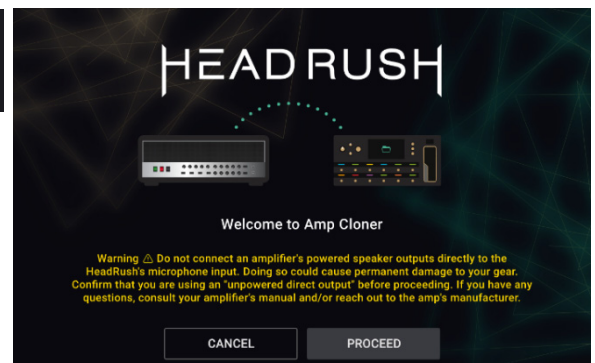 HEADRUSH
Welcome to Amp Cloner
Warning ⚠ Do not connect an amplifier's powered speaker outputs directly to the
HeadRush's microphone input. Doing so could cause permanent damage to your gear.
Confirm that you are using an "unpowered direct output" before proceeding. If you have any
questions, consult your amplifier's manual and/or reach out to the amp's manufacturer.
CANCEL
PROCEED